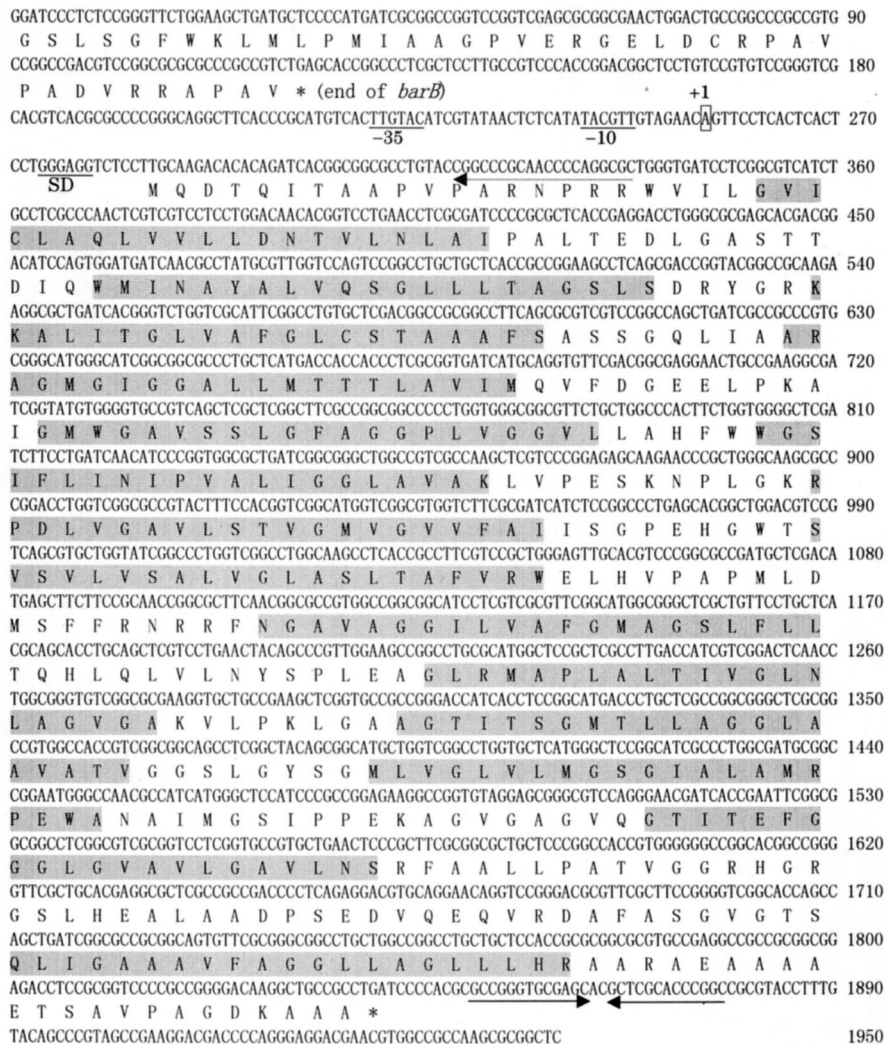 GGATCCCTCTCCGGGTTCTGGAAGCTGATGCTCCCCATGATCGCGGCCGGTCCGGTCGAGCGCGGCGAACTGGACTGCCGGCCCGCCGTG 90
G S L S G F W K L M L P M I A A G P V E R G E L D C R P A V
CCGGCCGACGTCCGGCGCGCGCCCGCCGTCTGAGCACCGGCCCTCGCTCCTTGCCGTCCCACCGGACGGCTCCTGTCCGTGTCCGGGTCG 180
P A D V R R A P A V * (end of barB)
+1
CACGTCACGCGCCCCGGGCAGGCTTCACCCGCATGTCACTTGTACATCGTATAACTCTCATATACGTTGTAGAACAGTTCCTCACTCACT 270
−35 −10
CCTGGGAGGTCTCCTTGCAAGACACACAGATCACGGCGGCGCCTGTACCGGCCCGCAACCCCAGGCGCTGGGTGATCCTCGGCGTCATCT 360
SD
M Q D T Q I T A A P V P A R N P R R W V I L G V I
GCCTCGCCCAACTCGTCGTCCTCCTGGACAACACGGTCCTGAACCTCGCGATCCCCGCGCTCACCGAGGACCTGGGCGCGAGCACGACGG 450
C L A Q L V V L L D N T V L N L A I P A L T E D L G A S T T
ACATCCAGTGGATGATCAACGCCTATGCGTTGGTCCAGTCCGGCCTGCTGCTCACCGCCGGAAGCCTCAGCGACCGGTACGGCCGCAAGA 540
D I Q W M I N A Y A L V Q S G L L L T A G S L S D R Y G R K
AGGCGCTGATCACGGGTCTGGTCGCATTCGGCCTGTGCTCGACGGCCGCGGCCTTCAGCGCGTCGTCCGGCCAGCTGATCGCCGCCCGTG 630
K A L I T G L V A F G L C S T A A A F S A S S G Q L I A A R
CGGGCATGGGCATCGGCGGCGCCCTGCTCATGACCACCACCCTCGCGGTGATCATGCAGGTGTTCGACGGCGAGGAACTGCCGAAGGCGA 720
A G M G I G G A L L M T T T L A V I M Q V F D G E E L P K A
TCGGTATGTGGGGTGCCGTCAGCTCGCTCGGCTTCGCCGGCGGCCCCCTGGTGGGCGGCGTTCTGCTGGCCCACTTCTGGTGGGGCTCGA 810
I G M W G A V S S L G F A G G P L V G G V L L A H F W W G S
TCTTCCTGATCAACATCCCGGTGGCGCTGATCGGCGGGCTGGCCGTCGCCAAGCTCGTCCCGGAGAGCAAGAACCCGCTGGGCAAGCGCC 900
I F L I N I P V A L I G G L A V A K L V P E S K N P L G K R
CGGACCTGGTCGGCGCCGTACTTTCCACGGTCGGCATGGTCGGCGTGGTCTTCGCGATCATCTCCGGCCCTGAGCACGGCTGGACGTCCG 990
P D L V G A V L S T V G M V G V V F A I I S G P E H G W T S
TCAGCGTGCTGGTATCGGCCCTGGTCGGCCTGGCAAGCCTCACCGCCTTCGTCCGCTGGGAGTTGCACGTCCCGGCGCCGATGCTCGACA 1080
V S V L V S A L V G L A S L T A F V R W E L H V P A P M L D
TGAGCTTCTTCCGCAACCGGCGCTTCAACGGCGCCGTGGCCGGCGGCATCCTCGTCGCGTTCGGCATGGCGGGCTCGCTGTTCCTGCTCA 1170
M S F F R N R R F N G A V A G G I L V A F G M A G S L F L L
CGCAGCACCTGCAGCTCGTCCTGAACTACAGCCCGTTGGAAGCCGGCCTGCGCATGGCTCCGCTCGCCTTGACCATCGTCGGACTCAACC 1260
T Q H L Q L V L N Y S P L E A G L R M A P L A L T I V G L N
TGGCGGGTGTCGGCGCGAAGGTGCTGCCGAAGCTCGGTGCCGCCGGGACCATCACCTCCGGCATGACCCTGCTCGCCGGCGGGCTCGCGG 1350
L A G V G A K V L P K L G A A G T I T S G M T L L A G G L A
CCGTGGCCACCGTCGGCGGCAGCCTCGGCTACAGCGGCATGCTGGTCGGCCTGGTGCTCATGGGCTCCGGCATCGCCCTGGCGATGCGGC 1440
A V A T V G G S L G Y S G M L V G L V L M G S G I A L A M R
CGGAATGGGCCAACGCCATCATGGGCTCCATCCCGCCGGAGAAGGCCGGTGTAGGAGCGGGCGTCCAGGGAACGATCACCGAATTCGGCG 1530
P E W A N A I M G S I P P E K A G V G A G V Q G T I T E F G
GCGGCCTCGGCGTCGCGGTCCTCGGTGCCGTGCTGAACTCCCGCTTCGCGGCGCTGCTCCCGGCCACCGTGGGGGGCCGGCACGGCCGGG 1620
G G L G V A V L G A V L N S R F A A L L P A T V G G R H G R
GTTCGCTGCACGAGGCGCTCGCCGCCGACCCCTCAGAGGACGTGCAGGAACAGGTCCGGGACGCGTTCGCTTCCGGGGTCGGCACCAGCC 1710
G S L H E A L A A D P S E D V Q E Q V R D A F A S G V G T S
AGCTGATCGGCGCCGCGGCAGTGTTCGCGGGCGGCCTGCTGGCCGGCCTGCTGCTCCACCGCGCGGCGCGTGCCGAGGCCGCCGCGGCGG 1800
Q L I G A A A V F A G G L L A G L L L H R A A R A E A A A A
AGACCTCCGCGGTCCCCGCCGGGGACAAGGCTGCCGCCTGATCCCCACGCGCCGGGTGCGAGCACGCTCGCACCCGGCCGCGTACCTTTG 1890
E T S A V P A G D K A A A *
TACAGCCCGTAGCCGAAGGACGACCCCAGGGAGGACGAACGTGGCCGCCAAGCGCGGCTC 1950